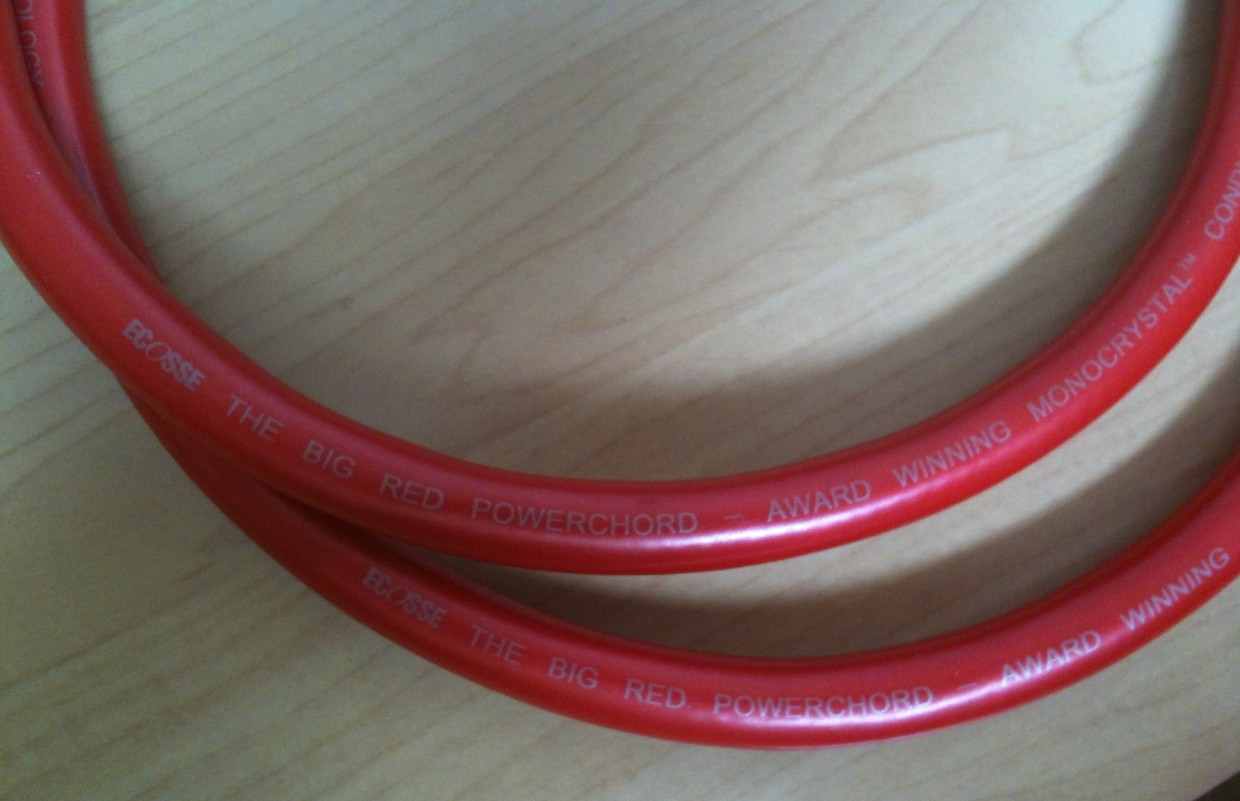 ECOSSE THE BIG RED POWERCHORD – AWARD WINNING MONOCRYSTAL™
ECOSSE THE BIG RED POWERCHORD – AWARD WINNING